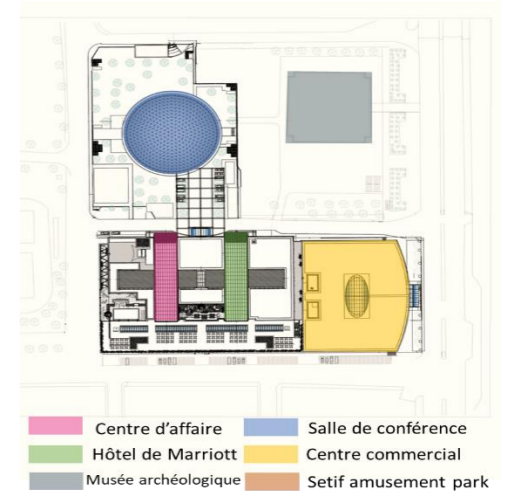 Centre d'affaire
Salle de conférence
Hôtel de Marriott
Centre commercial
Musée archéologique
Setif amusement park